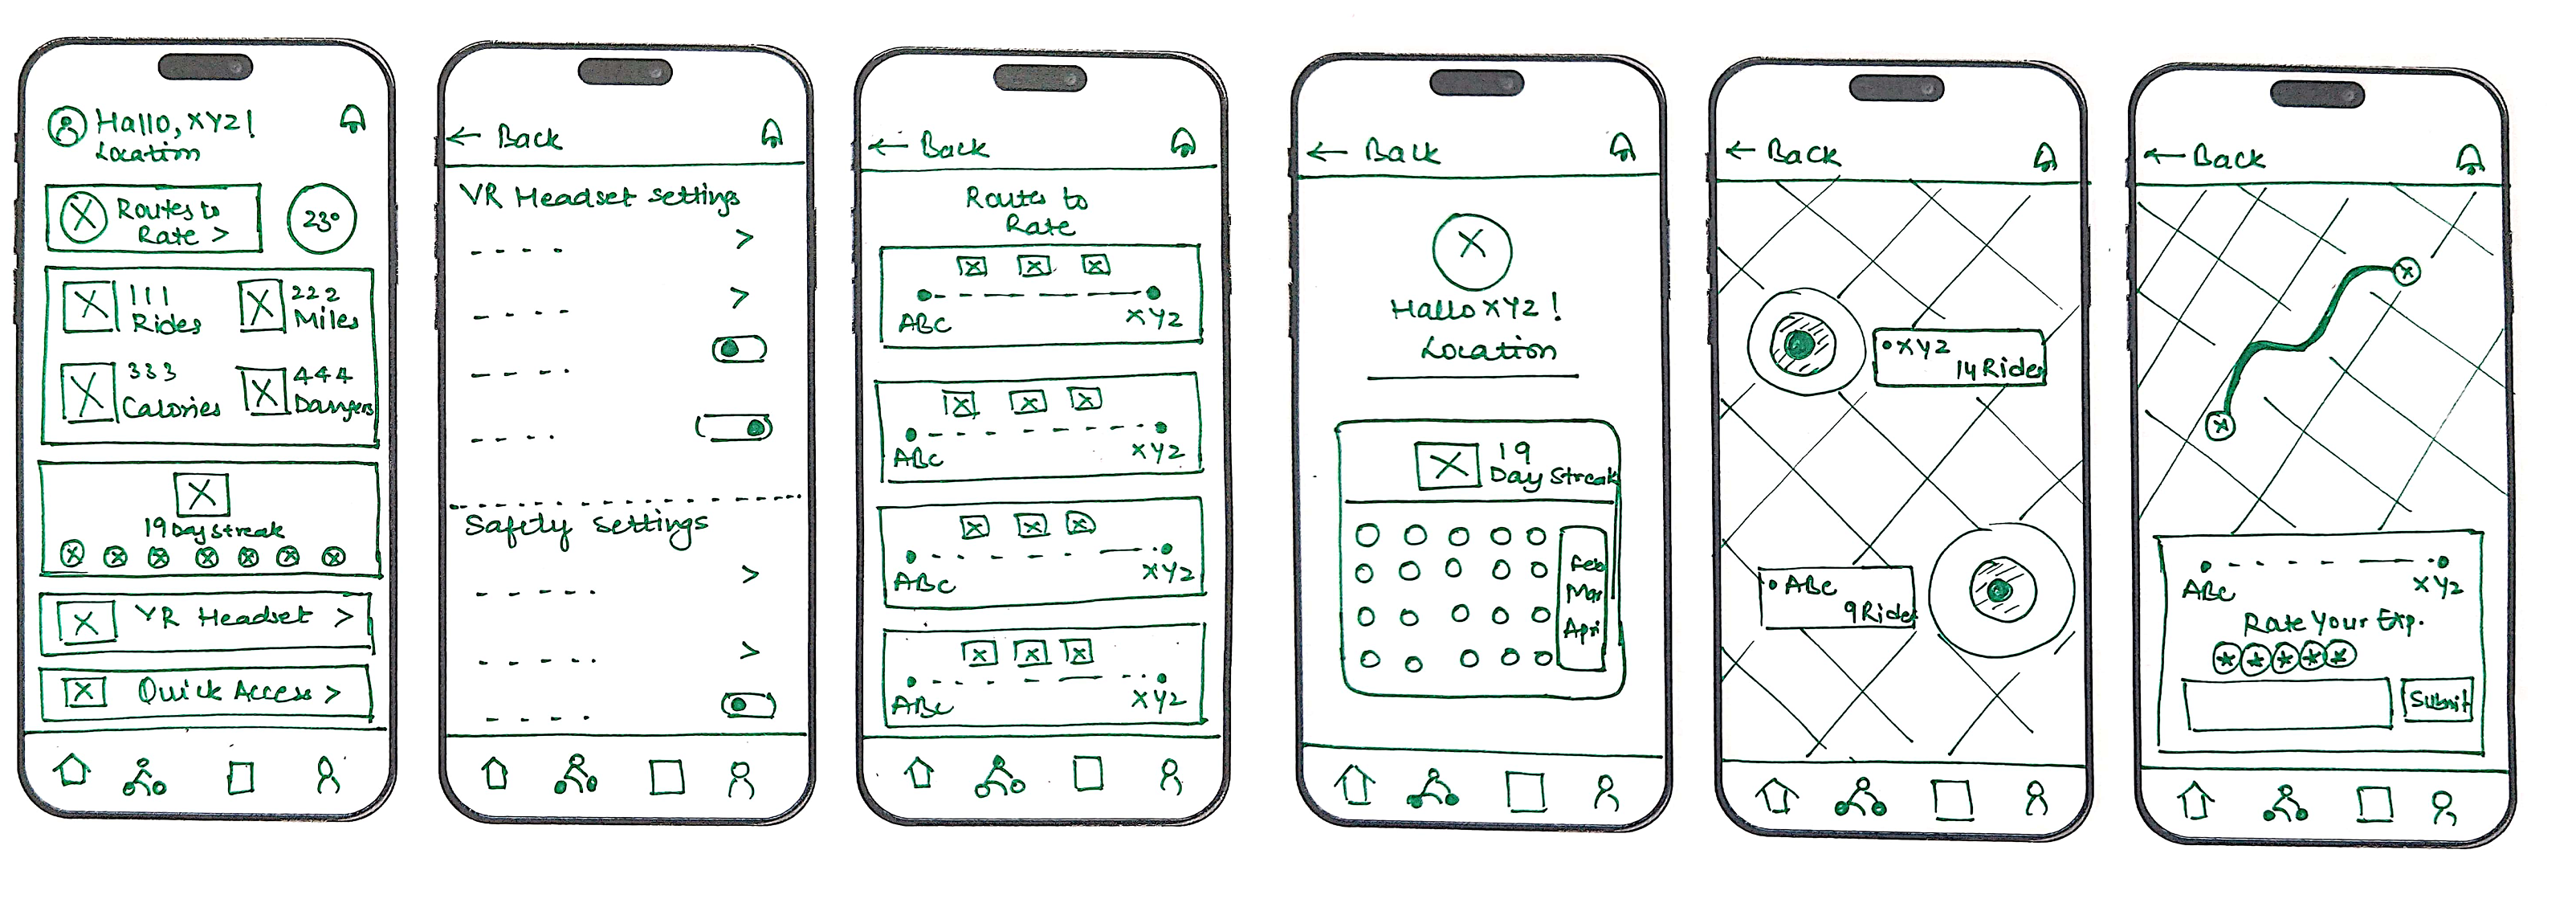 Hallo, XYZ!
Location
Routes to
Rate >
23°
111
Rides
222
Miles
333
Calories
444
Dangers
19 Day Streak
VR Headset >
Quick Access >
← Back
VR Headset settings
>
>
Safety settings
>
>
← Back
Routes to
Rate
ABC XYZ
ABC XYZ
ABC XYZ
ABC XYZ
← Back
Hallo XYZ!
Location
19
Day Streak
Feb
Mar
Apri
← Back
XYZ
14 Rides
ABC
9 Rides
← Back
ABC XYZ
Rate Your Exp.
Submit